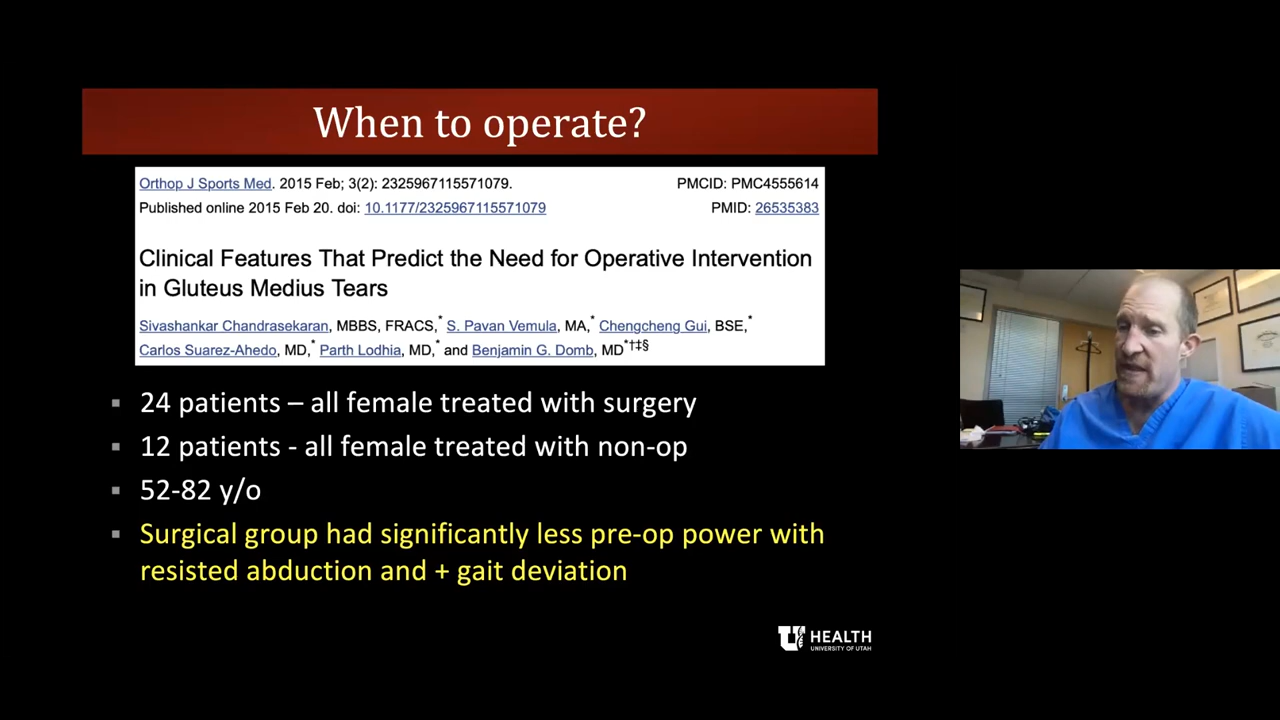 When to operate?
Orthop J Sports Med. 2015 Feb; 3(2): 2325967115571079.
PMCID: PMC4555614
Published online 2015 Feb 20. doi: 10.1177/2325967115571079
PMID: 26535383
Clinical Features That Predict the Need for Operative Intervention
in Gluteus Medius Tears
Sivashankar Chandrasekaran, MBBS, FRACS,* S. Pavan Vemula, MA,* Chengcheng Gui, BSE,*
Carlos Suarez-Ahedo, MD,* Parth Lodhia, MD,* and Benjamin G. Domb, MD*†‡§
▪ 24 patients – all female treated with surgery
▪ 12 patients - all female treated with non-op
▪ 52-82 y/o
▪ Surgical group had significantly less pre-op power with
resisted abduction and + gait deviation
HEALTH
UNIVERSITY OF UTAH